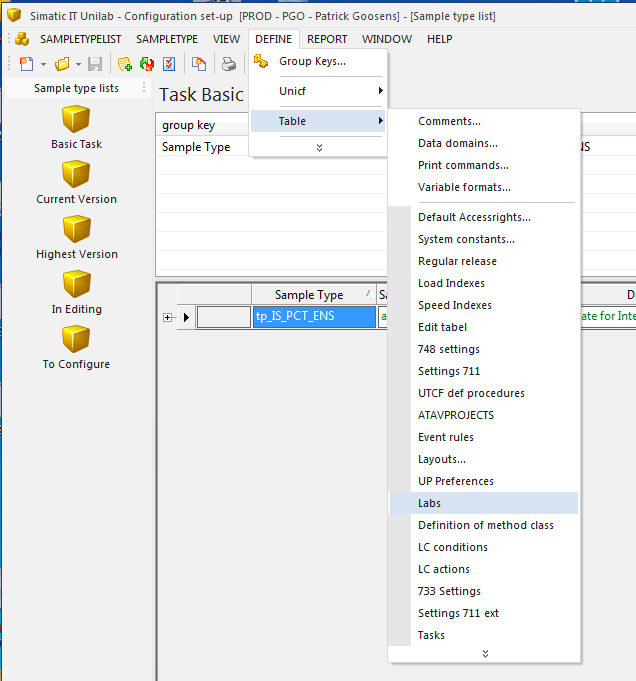 Simatic IT Unilab - Configuration set-up [PROD - PGO - Patrick Goosens] - [Sample type list]
SAMPLETYPELIST SAMPLETYPE VIEW DEFINE REPORT WINDOW HELP
Sample type lists
Basic Task
Current Version
Highest Version
In Editing
To Configure
Task Basic
group key
Sample Type
NS
Sample Type
tp_IS_PCT_ENS
ate for Inte
Group Keys...
Unicf
Table
Comments...
Data domains...
Print commands...
Variable formats...
Default Accessrights...
System constants...
Regular release
Load Indexes
Speed Indexes
Edit tabel
748 settings
Settings 711
UTCF def procedures
ATAVPROJECTS
Event rules
Layouts...
UP Preferences
Labs
Definition of method class
LC conditions
LC actions
733 Settings
Settings 711 ext
Tasks